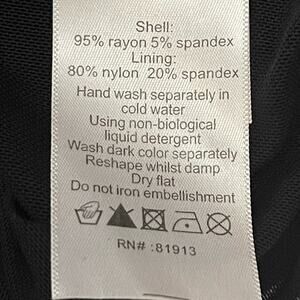 Shell:
95% rayon 5% spandex
Lining:
80% nylon 20% spandex
Hand wash separately in
cold water
Using non-biological
liquid detergent
Wash dark color separately
Reshape whilst damp
Dry flat
Do not iron embellishment
RN# :81913